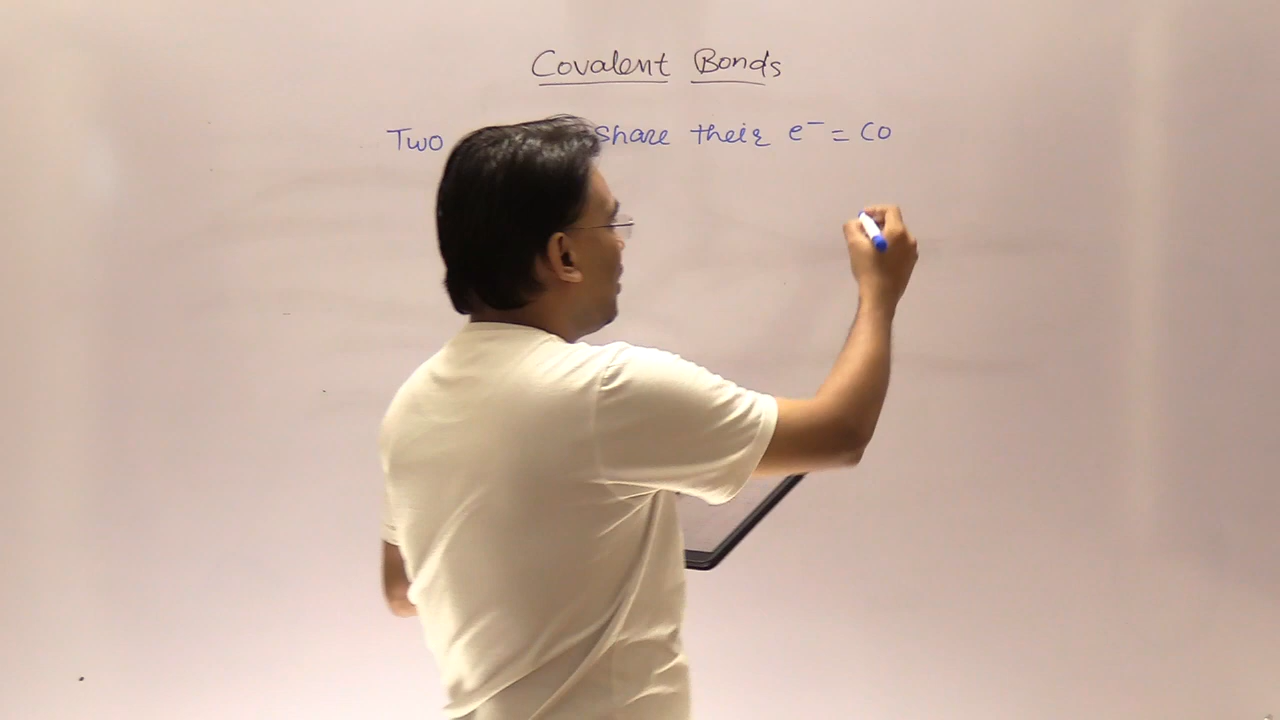 Covalent Bonds
Two share their e⁻ = CO